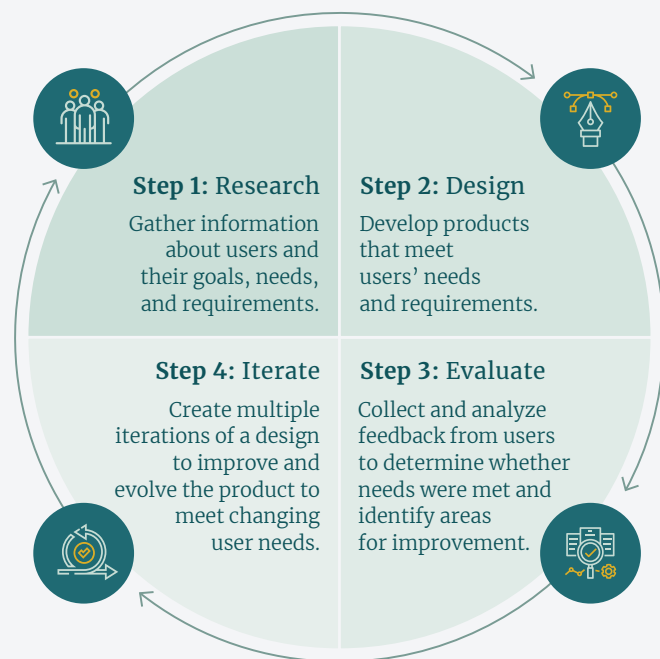 Step 1: Research
Gather information
about users and
their goals, needs,
and requirements.
Step 2: Design
Develop products
that meet
users’ needs
and requirements.
Step 3: Evaluate
Collect and analyze
feedback from users
to determine whether
needs were met and
identify areas
for improvement.
Step 4: Iterate
Create multiple
iterations of a design
to improve and
evolve the product to
meet changing
user needs.